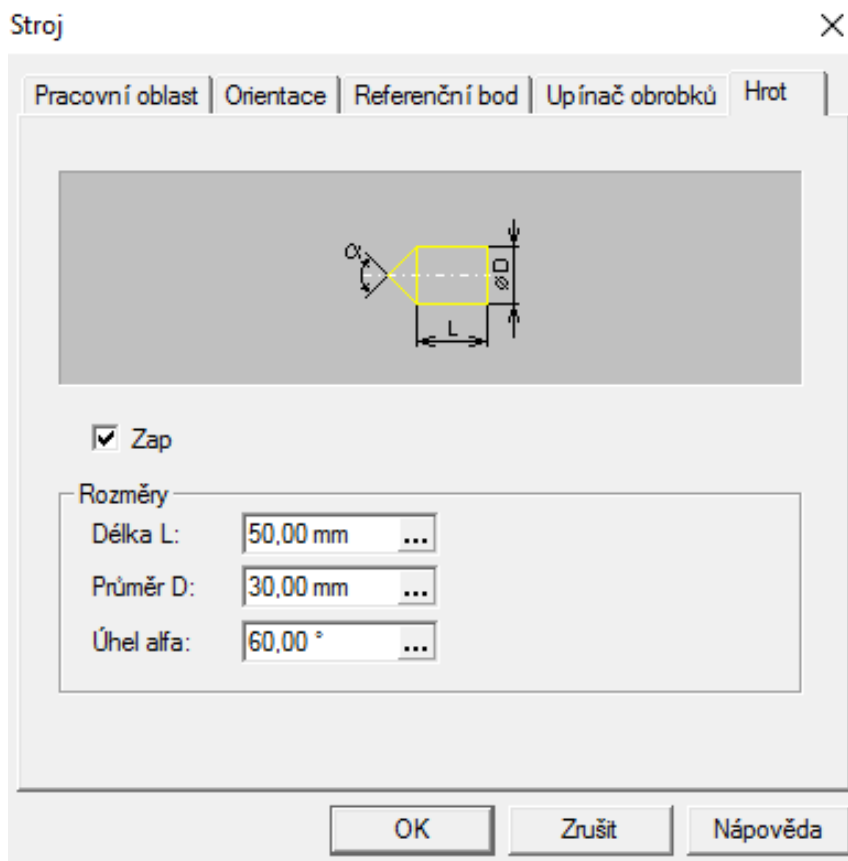 Stroj
Pracovní oblast Orientace Referenční bod Upínač obrobků Hrot
α
⌀D
L
Zap
Rozměry
Délka L: 50,00 mm ...
Průměr D: 30,00 mm ...
Úhel alfa: 60,00 ° ...
OK Zrušit Nápověda